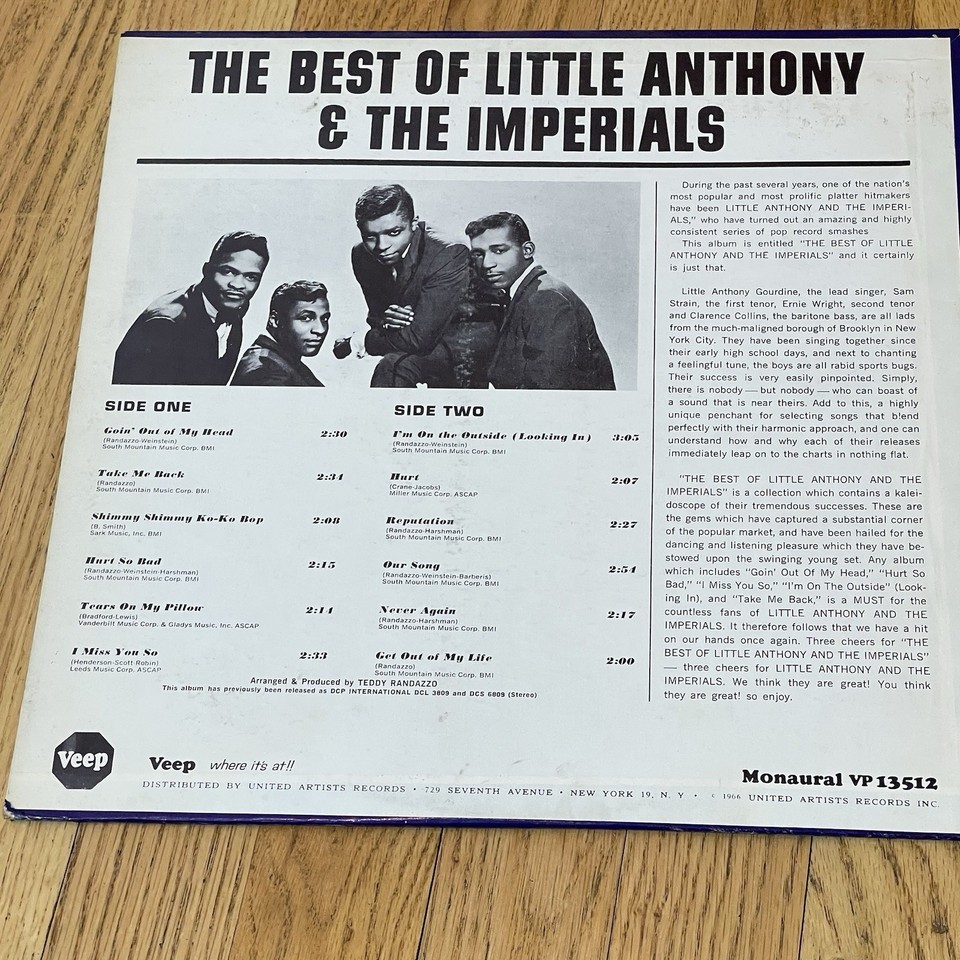 THE BEST OF LITTLE ANTHONY
& THE IMPERIALS
During the past several years, one of the nation's
most popular and most prolific platter hitmakers
have been LITTLE ANTHONY AND THE IMPERI-
ALS," who have turned out an amazing and highly
consistent series of pop record smashes
This album is entitled "THE BEST OF LITTLE
ANTHONY AND THE IMPERIALS" and it certainly
is just that.
Little Anthony Gourdine, the lead singer, Sam
Strain, the first tenor, Ernie Wright, second tenor
and Clarence Collins, the baritone bass, are all lads
from the much-maligned borough of Brooklyn in New
York City. They have been singing together since
their early high school days, and next to chanting
a feelingful tune, the boys are all rabid sports bugs.
Their success is very easily pinpointed. Simply,
there is nobody — but nobody — who can boast of
a sound that is near theirs. Add to this, a highly
unique penchant for selecting songs that blend
perfectly with their harmonic approach, and one can
understand how and why each of their releases
immediately leap on to the charts in nothing flat.
"THE BEST OF LITTLE ANTHONY AND THE
IMPERIALS" is a collection which contains a kalei-
doscope of their tremendous successes. These are
the gems which have captured a substantial corner
of the popular market, and have been hailed for the
dancing and listening pleasure which they have be-
stowed upon the swinging young set. Any album
which includes "Goin' Out Of My Head," "Hurt So
Bad," "I Miss You So," "I'm On The Outside" (Look-
ing In), and "Take Me Back," is a MUST for the
countless fans of LITTLE ANTHONY AND THE
IMPERIALS. It therefore follows that we have a hit
on our hands once again. Three cheers for "THE
BEST OF LITTLE ANTHONY AND THE IMPERIALS"
— three cheers for LITTLE ANTHONY AND THE
IMPERIALS. We think they are great! You think
they are great! so enjoy.
SIDE ONE
Goin' Out of My Head 2:30
(Randazzo-Weinstein)
South Mountain Music Corp. BMI
Take Me Back 2:34
(Randazzo)
South Mountain Music Corp. BMI
Shimmy Shimmy Ko-Ko Bop 2:08
(B. Smith)
Sark Music, Inc. BMI
Hurt So Bad 2:15
(Randazzo-Weinstein-Harshman)
South Mountain Music Corp. BMI
Tears On My Pillow 2:14
(Bradford-Lewis)
Vanderbilt Music Corp. & Gladys Music, Inc. ASCAP
I Miss You So 2:33
(Henderson-Scott-Robin)
Leeds Music Corp. ASCAP
SIDE TWO
I'm On the Outside (Looking In) 3:05
(Randazzo-Weinstein)
South Mountain Music Corp. BMI
Hurt 2:07
(Crane-Jacobs)
Miller Music Corp. ASCAP
Reputation 2:27
(Randazzo-Harshman)
South Mountain Music Corp. BMI
Our Song 2:54
(Randazzo-Weinstein-Barberis)
South Mountain Music Corp. BMI
Never Again 2:17
(Randazzo-Harshman)
South Mountain Music Corp. BMI
Get Out of My Life 2:00
(Randazzo)
South Mountain Music Corp. BMI
Arranged & Produced by TEDDY RANDAZZO
This album has previously been released as DCP INTERNATIONAL DCL 3809 and DCS 6809 (Stereo)
Veep
Veep where it's at!!
Monaural VP 13512
DISTRIBUTED BY UNITED ARTISTS RECORDS • 729 SEVENTH AVENUE • NEW YORK 19, N. Y • © 1966 UNITED ARTISTS RECORDS INC.